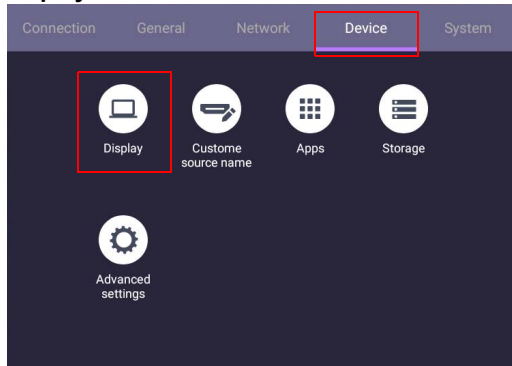 Connection General Network Device System
Display
Custome
source name
Apps
Storage
Advanced
settings